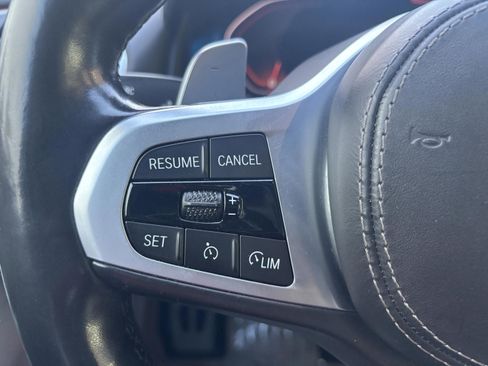 RESUME CANCEL
+
−
SET LIM